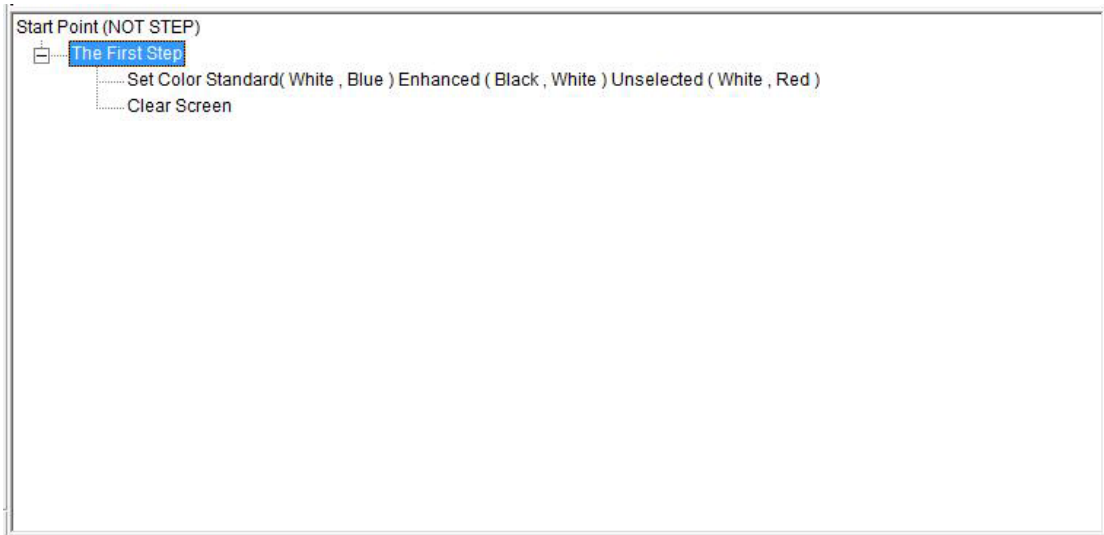 Start Point (NOT STEP)
The First Step
Set Color Standard( White , Blue ) Enhanced ( Black , White ) Unselected ( White , Red )
Clear Screen